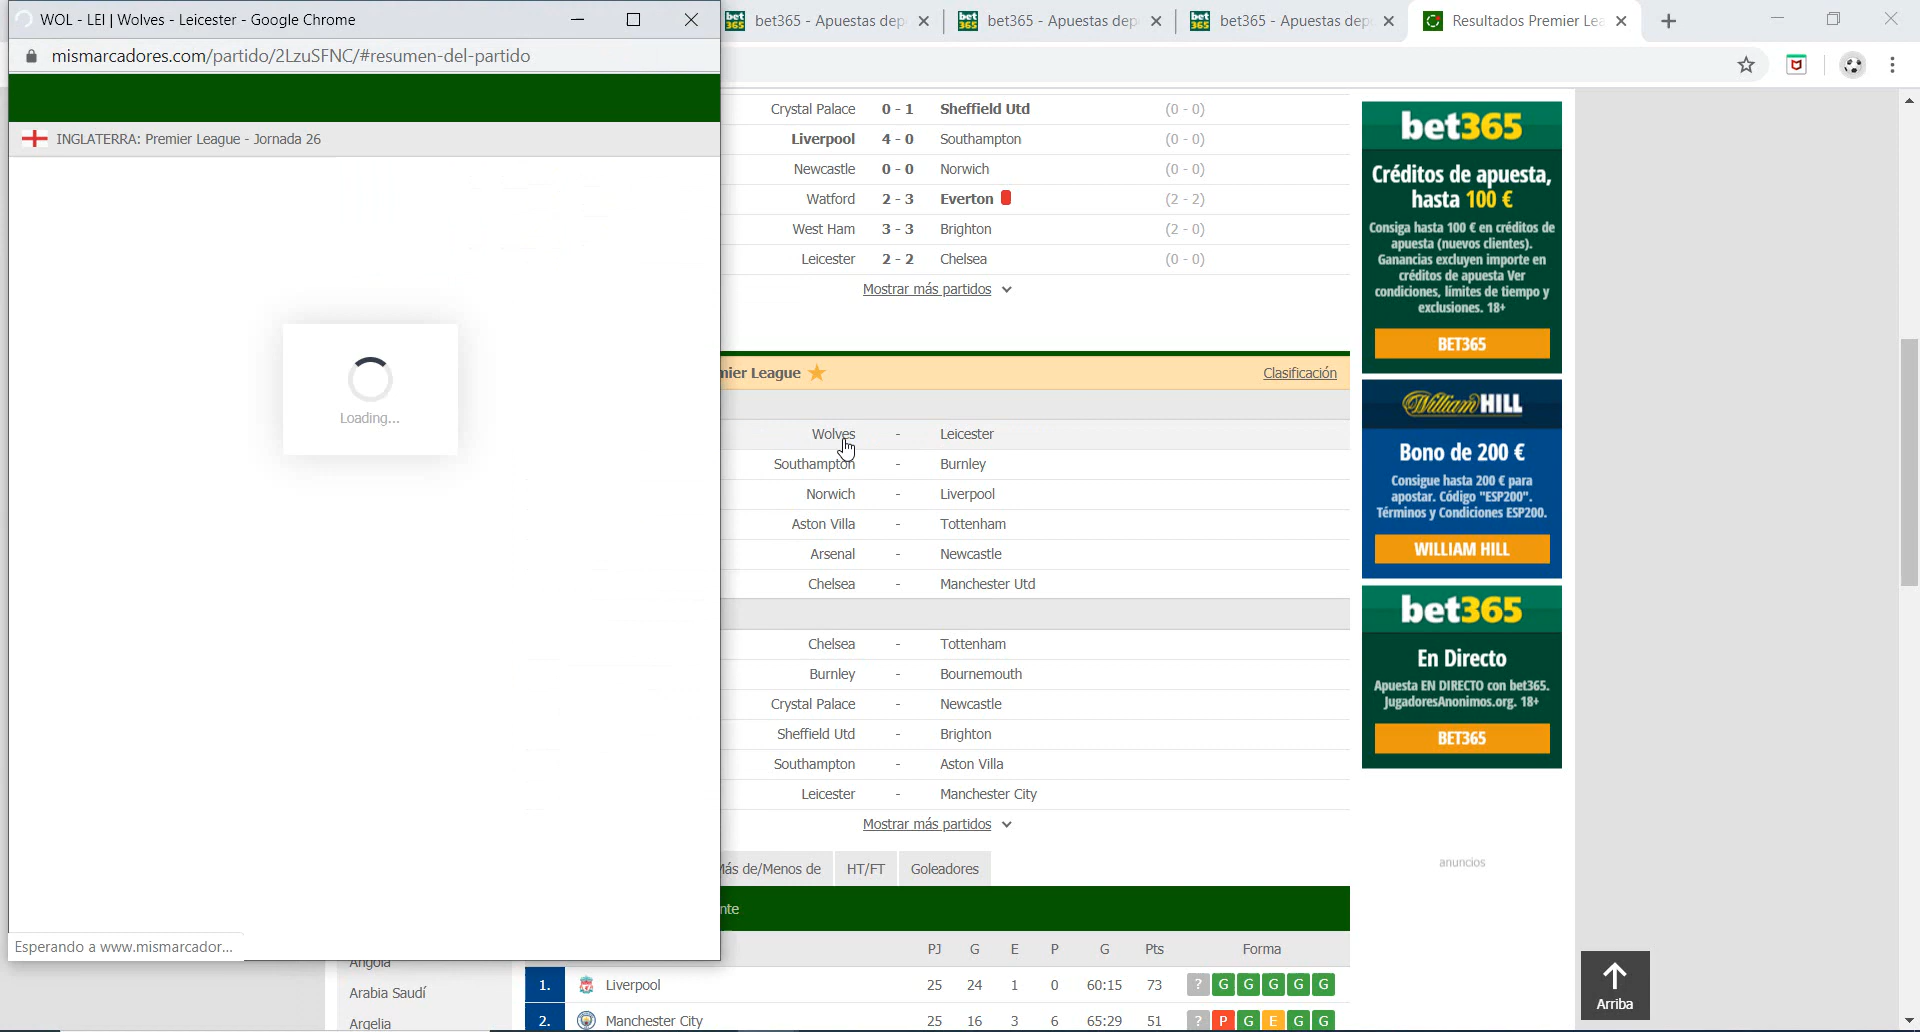 WOL - LEI | Wolves - Leicester - Google Chrome
mismarcadores.com/partido/2LzuSFNC/#resumen-del-partido
INGLATERRA: Premier League - Jornada 26
Loading...
Esperando a www.mismarcador...
bet365 - Apuestas dep
bet365 - Apuestas dep
bet365 - Apuestas dep
Resultados Premier Lea
Crystal Palace 0 - 1 Sheffield Utd (0 - 0)
Liverpool 4 - 0 Southampton (0 - 0)
Newcastle 0 - 0 Norwich (0 - 0)
Watford 2 - 3 Everton (2 - 2)
West Ham 3 - 3 Brighton (2 - 0)
Leicester 2 - 2 Chelsea (0 - 0)
Mostrar más partidos
mier League Clasificación
Wolves - Leicester
Southampton - Burnley
Norwich - Liverpool
Aston Villa - Tottenham
Arsenal - Newcastle
Chelsea - Manchester Utd
Chelsea - Tottenham
Burnley - Bournemouth
Crystal Palace - Newcastle
Sheffield Utd - Brighton
Southampton - Aston Villa
Leicester - Manchester City
Mostrar más partidos
Más de/Menos de HT/FT Goleadores
nte
PJ G E P G Pts Forma
1. Liverpool 25 24 1 0 60:15 73 ? G G G G G
2. Manchester City 25 16 3 6 65:29 51 ? P G E G G
Angola
Arabia Saudí
Argelia
bet365
Créditos de apuesta,
hasta 100 €
Consiga hasta 100 € en créditos de
apuesta (nuevos clientes).
Ganancias excluyen importe en
créditos de apuesta Ver
condiciones, límites de tiempo y
exclusiones. 18+
BET365
William HILL
Bono de 200 €
Consigue hasta 200 € para
apostar. Código "ESP200".
Términos y Condiciones ESP200.
WILLIAM HILL
bet365
En Directo
Apuesta EN DIRECTO con bet365.
JugadoresAnonimos.org. 18+
BET365
anuncios
Arriba